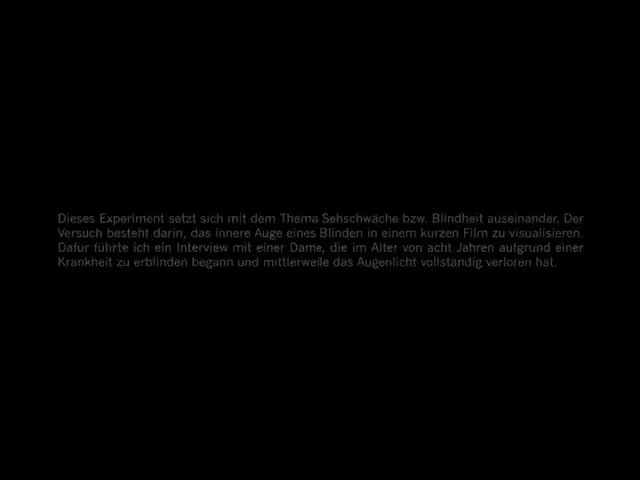 Dieses Experiment setzt sich mit dem Thema Sehschwäche bzw. Blindheit auseinander. Der
Versuch besteht darin, das innere Auge eines Blinden in einem kurzen Film zu visualisieren.
Dafür führte ich ein Interview mit einer Dame, die im Alter von acht Jahren aufgrund einer
Krankheit zu erblinden begann und mittlerweile das Augenlicht vollständig verloren hat.